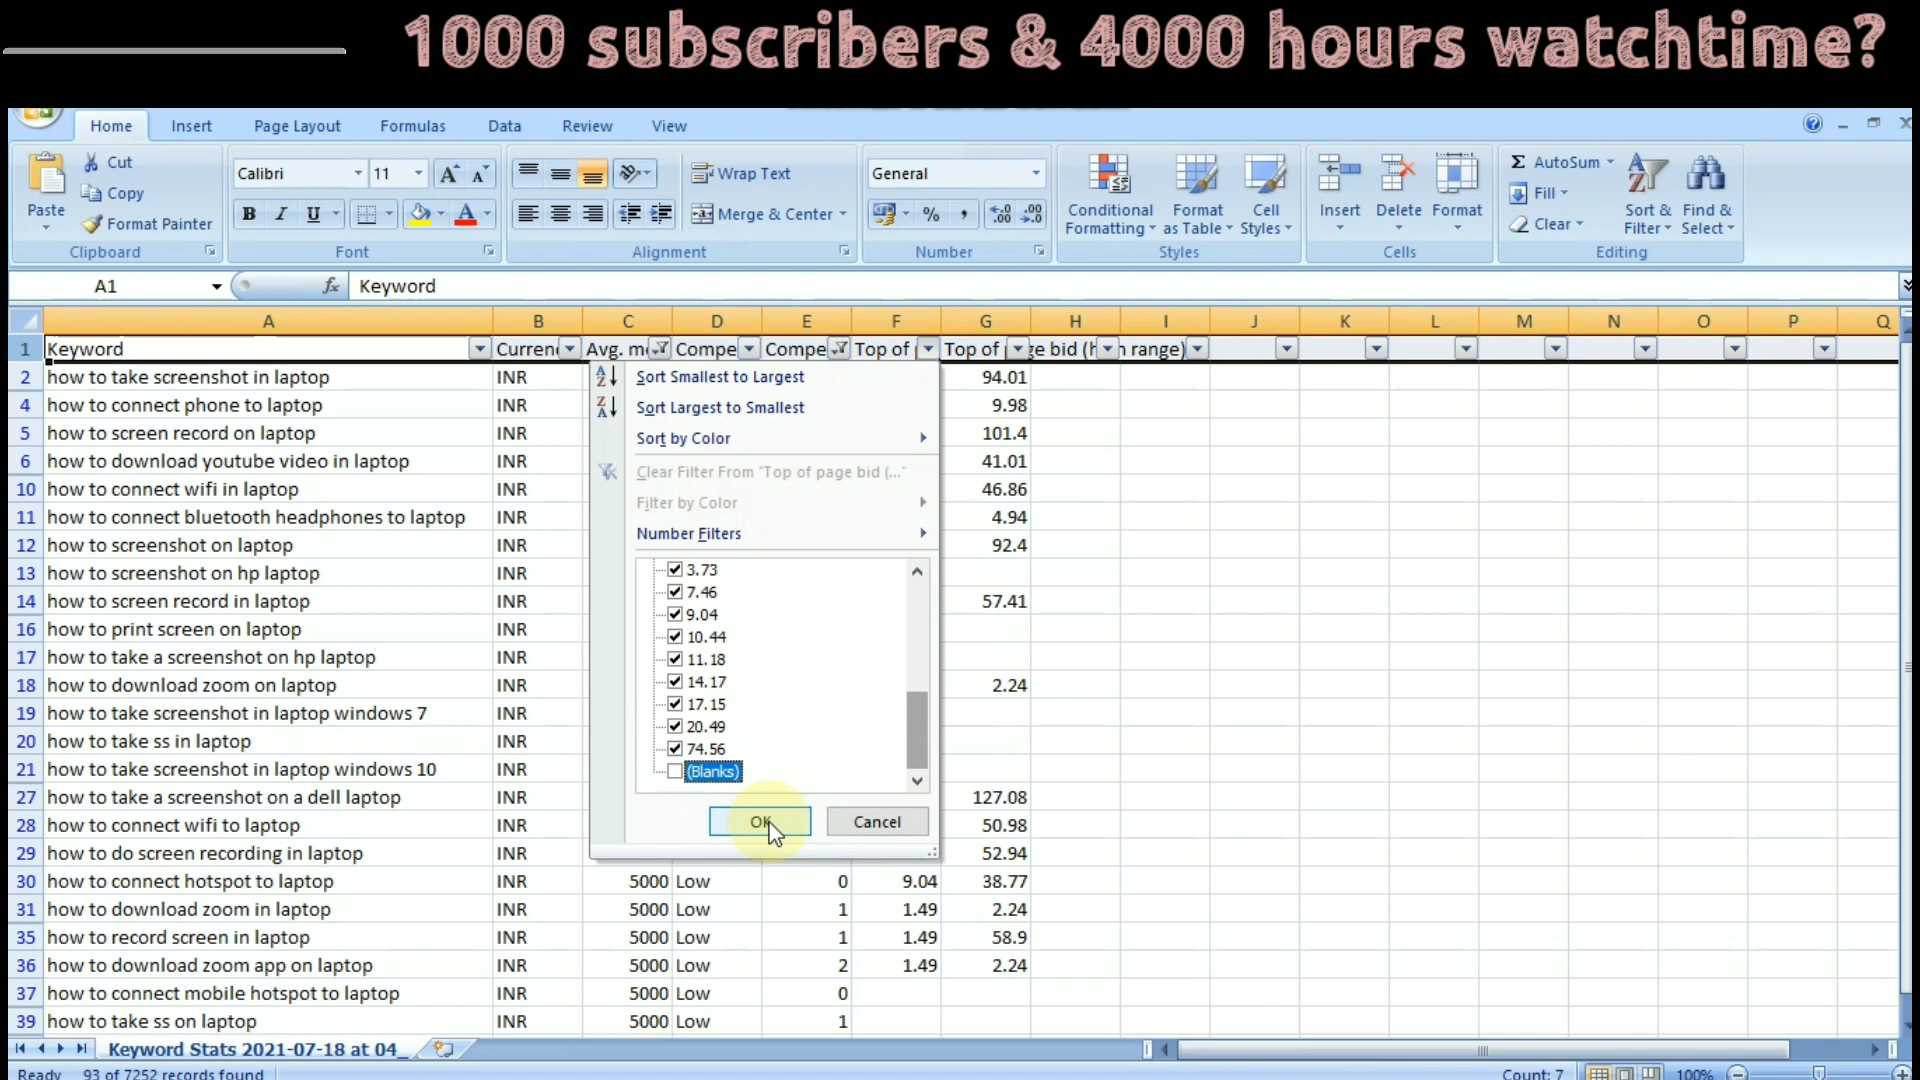 1000 subscribers & 4000 hours watchtime?
Home Insert Page Layout Formulas Data Review View
Paste Cut Copy Format Painter
Calibri 11
B I U
Wrap Text
Merge & Center
General
% ,
Conditional Formatting Format as Table Cell Styles
Insert Delete Format
Σ AutoSum Fill Clear
Sort & Filter Find & Select
Clipboard Font Alignment Number Styles Cells Editing
A1 fx Keyword
A B C D E F G H I J K L M N O P Q
1 Keyword Curren Avg. m Compe Compe Top of Top of ge bid (h n range)
2 how to take screenshot in laptop INR 94.01
4 how to connect phone to laptop INR 9.98
5 how to screen record on laptop INR 101.4
6 how to download youtube video in laptop INR 41.01
10 how to connect wifi in laptop INR 46.86
11 how to connect bluetooth headphones to laptop INR 4.94
12 how to screenshot on laptop INR 92.4
13 how to screenshot on hp laptop INR
14 how to screen record in laptop INR 57.41
16 how to print screen on laptop INR
17 how to take a screenshot on hp laptop INR
18 how to download zoom on laptop INR 2.24
19 how to take screenshot in laptop windows 7 INR
20 how to take ss in laptop INR
21 how to take screenshot in laptop windows 10 INR
27 how to take a screenshot on a dell laptop INR 127.08
28 how to connect wifi to laptop INR 50.98
29 how to do screen recording in laptop INR 52.94
30 how to connect hotspot to laptop INR 5000 Low 0 9.04 38.77
31 how to download zoom in laptop INR 5000 Low 1 1.49 2.24
35 how to record screen in laptop INR 5000 Low 1 1.49 58.9
36 how to download zoom app on laptop INR 5000 Low 2 1.49 2.24
37 how to connect mobile hotspot to laptop INR 5000 Low 0
39 how to take ss on laptop INR 5000 Low 1
Sort Smallest to Largest
Sort Largest to Smallest
Sort by Color
Clear Filter From "Top of page bid (..."
Filter by Color
Number Filters
3.73
7.46
9.04
10.44
11.18
14.17
17.15
20.49
74.56
(Blanks)
OK Cancel
Keyword Stats 2021-07-18 at 04_
Ready 93 of 7252 records found Count: 7 100%